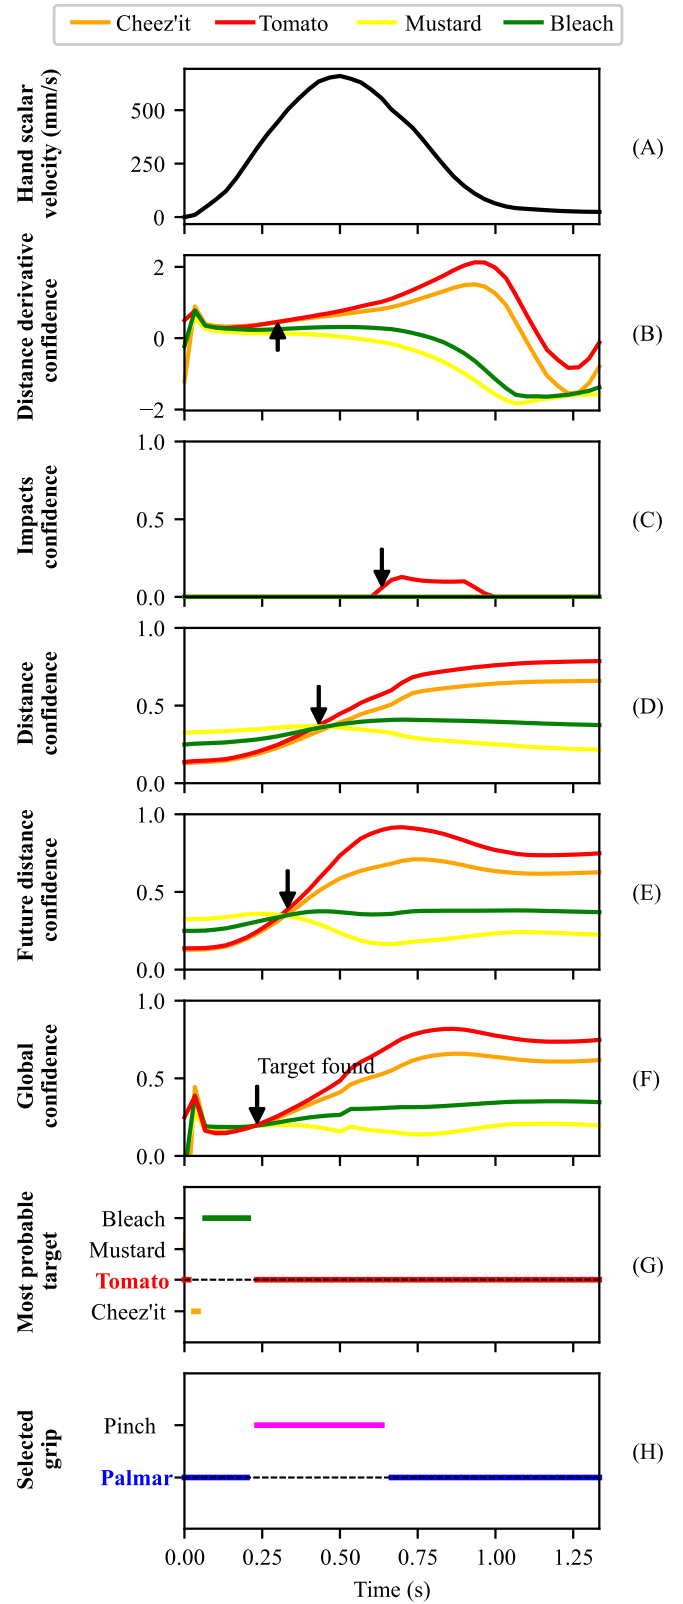 Cheez'it Tomato Mustard Bleach
Hand scalar
velocity (mm/s)
500
250
0
(A)
Distance derivative
confidence
2
0
−2
(B)
Impacts
confidence
1.0
0.5
0.0
(C)
Distance
confidence
1.0
0.5
0.0
(D)
Future distance
confidence
1.0
0.5
0.0
(E)
Global
confidence
1.0
0.5
0.0
Target found
(F)
Most probable
target
Bleach
Mustard
Tomato
Cheez'it
(G)
Selected
grip
Pinch
Palmar
(H)
0.00 0.25 0.50 0.75 1.00 1.25
Time (s)